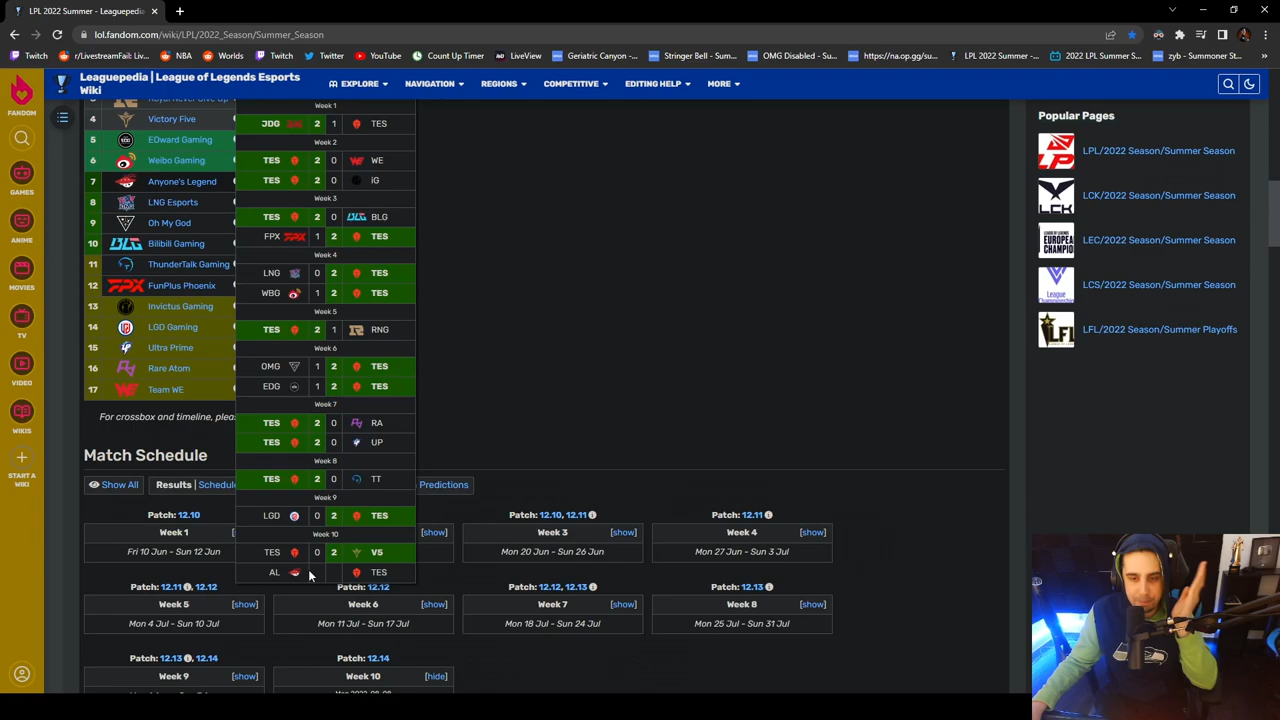 LPL 2022 Summer - Leaguepedia |
lol.fandom.com/wiki/LPL/2022_Season/Summer_Season
Twitch r/LivestreamFail: Liv... NBA Worlds Twitch Twitter YouTube Count Up Timer LiveView Geriatric Canyon -... Stringer Bell - Sum... OMG Disabled - Su... https://na.op.gg/su... LPL 2022 Summer -... 2022 LPL Summer S... zyb - Summoner St...
Leaguepedia | League of Legends Esports
Wiki
EXPLORE NAVIGATION REGIONS COMPETITIVE EDITING HELP MORE
FANDOM
GAMES
ANIME
MOVIES
TV
VIDEO
WIKIS
START A
WIKI
3 Royal Never Give Up
4 Victory Five
5 EDward Gaming
6 Weibo Gaming
7 Anyone's Legend
8 LNG Esports
9 Oh My God
10 Bilibili Gaming
11 ThunderTalk Gaming
12 FunPlus Phoenix
13 Invictus Gaming
14 LGD Gaming
15 Ultra Prime
16 Rare Atom
17 Team WE
For crossbox and timeline, pleas
Week 1
JDG 2 1 TES
Week 2
TES 2 0 WE
TES 2 0 iG
Week 3
TES 2 0 BLG
FPX 1 2 TES
Week 4
LNG 0 2 TES
WBG 1 2 TES
Week 5
TES 2 1 RNG
Week 6
OMG 1 2 TES
EDG 1 2 TES
Week 7
TES 2 0 RA
TES 2 0 UP
Week 8
TES 2 0 TT
Week 9
LGD 0 2 TES
Week 10
TES 0 2 V5
AL TES
Match Schedule
Show All Results | Schedule Predictions
Patch: 12.10
Week 1
Fri 10 Jun - Sun 12 Jun
[show]
Patch: 12.10, 12.11
Week 3 [show]
Mon 20 Jun - Sun 26 Jun
Patch: 12.11
Week 4 [show]
Mon 27 Jun - Sun 3 Jul
Patch: 12.11, 12.12
Week 5 [show]
Mon 4 Jul - Sun 10 Jul
Patch: 12.12
Week 6 [show]
Mon 11 Jul - Sun 17 Jul
Patch: 12.12, 12.13
Week 7 [show]
Mon 18 Jul - Sun 24 Jul
Patch: 12.13
Week 8 [show]
Mon 25 Jul - Sun 31 Jul
Patch: 12.13, 12.14
Week 9 [show]
Patch: 12.14
Week 10 [hide]
Mon 2022-08-08
Popular Pages
LPL/2022 Season/Summer Season
LCK/2022 Season/Summer Season
LEC/2022 Season/Summer Season
LCS/2022 Season/Summer Season
LFL/2022 Season/Summer Playoffs